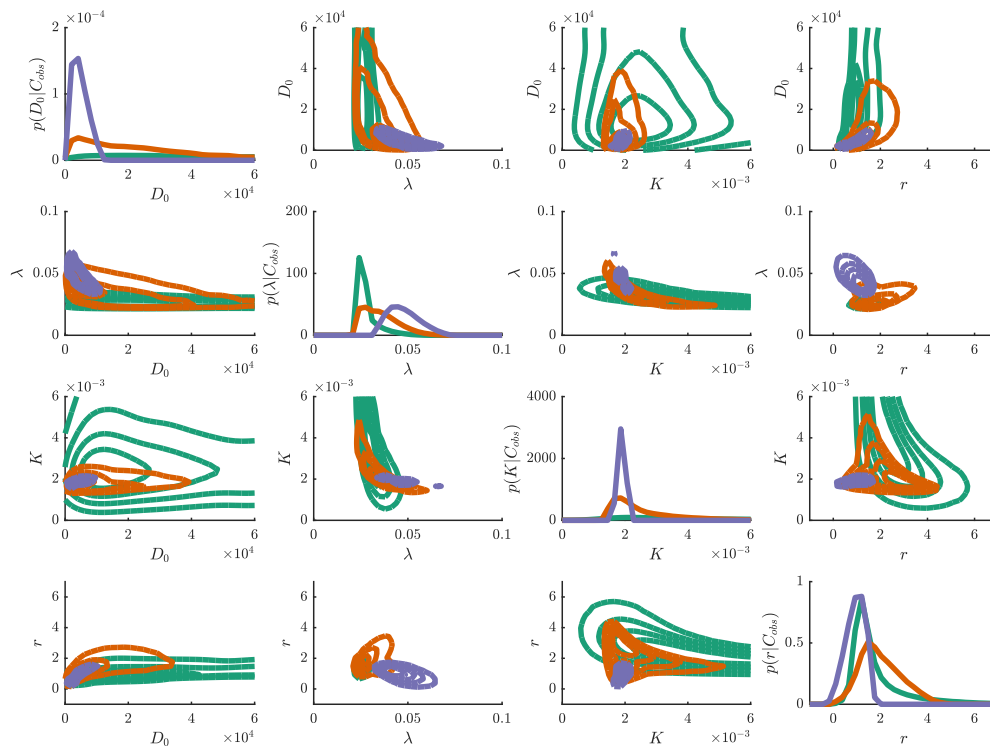 ×10⁻⁴
2
1
0
p(D₀|C_obs)
0 2 4 6
D₀ ×10⁴
×10⁴
6
4
2
0
D₀
0 0.05 0.1
λ
×10⁴
6
4
2
0
D₀
0 2 4 6
K ×10⁻³
×10⁴
6
4
2
0
D₀
0 2 4 6
r
0.1
0.05
0
λ
0 2 4 6
D₀ ×10⁴
200
100
0
p(λ|C_obs)
0 0.05 0.1
λ
0.1
0.05
0
λ
0 2 4 6
K ×10⁻³
0.1
0.05
0
λ
0 2 4 6
r
×10⁻³
6
4
2
0
K
0 2 4 6
D₀ ×10⁴
×10⁻³
6
4
2
0
K
0 0.05 0.1
λ
4000
2000
0
p(K|C_obs)
0 2 4 6
K ×10⁻³
×10⁻³
6
4
2
0
K
0 2 4 6
r
6
4
2
0
r
0 2 4 6
D₀ ×10⁴
6
4
2
0
r
0 0.05 0.1
λ
6
4
2
0
r
0 2 4 6
K ×10⁻³
1
0.5
0
p(r|C_obs)
0 2 4 6
r